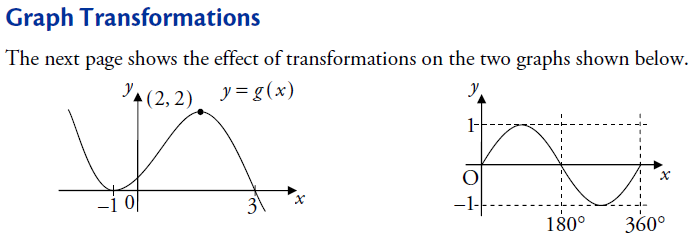 Graph Transformations
The next page shows the effect of transformations on the two graphs shown below.
y (2, 2) y = g(x)
−1 0 3 x
y
1
O x
−1
180° 360°